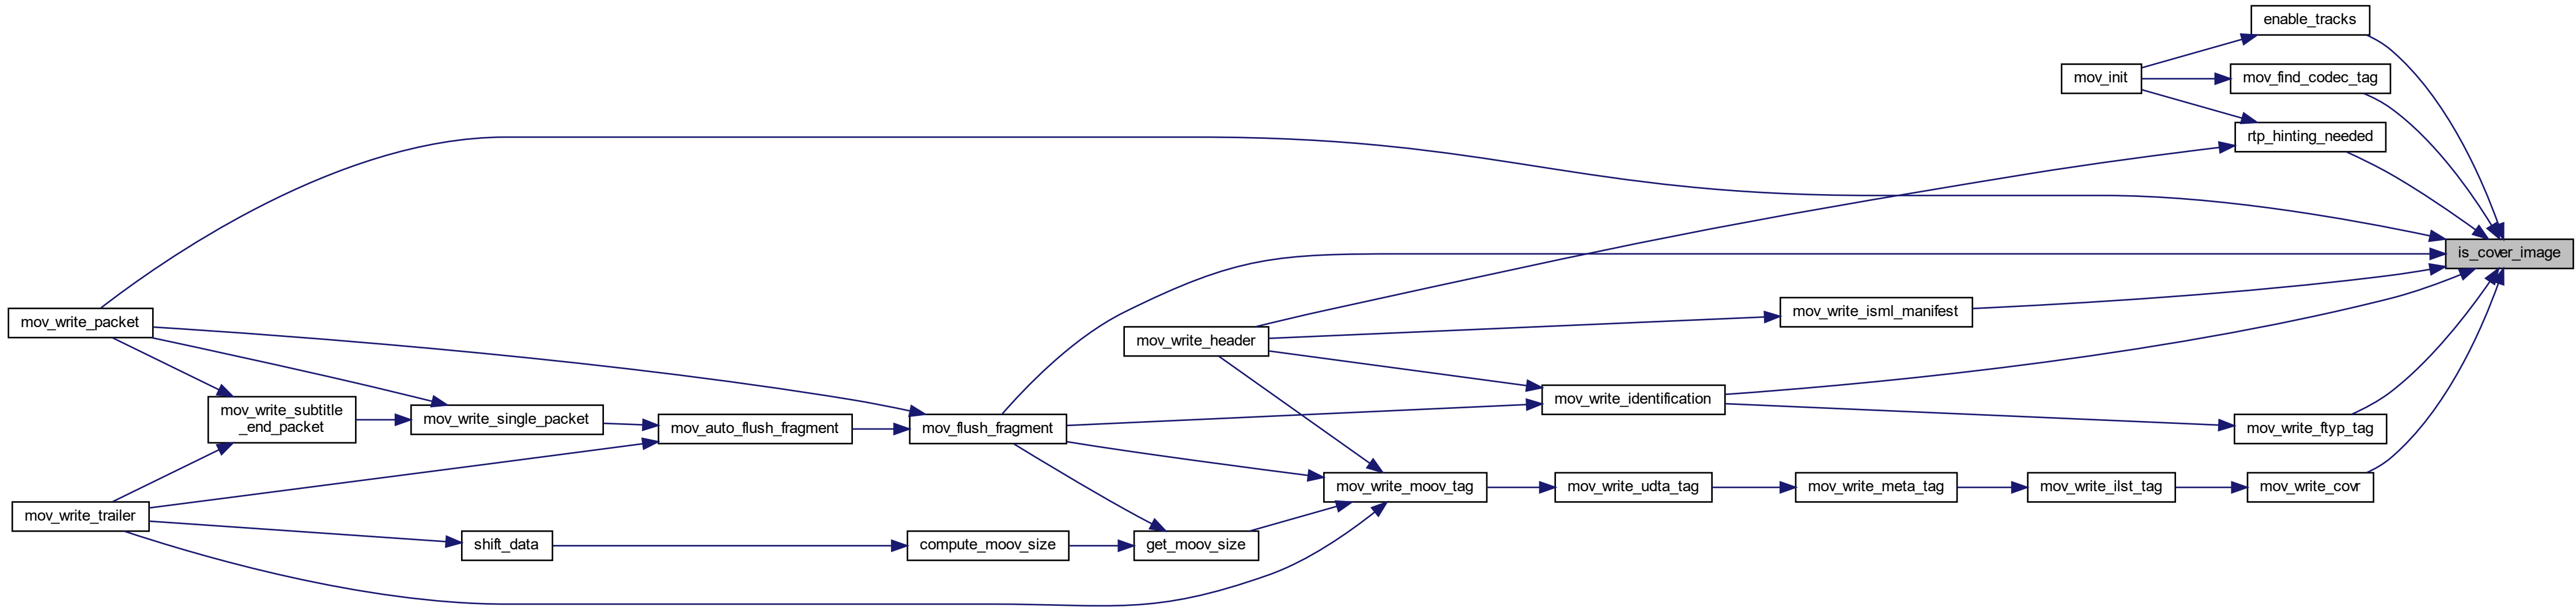 enable_tracks
mov_init
mov_find_codec_tag
rtp_hinting_needed
is_cover_image
mov_write_packet
mov_write_header
mov_write_isml_manifest
mov_write_subtitle
_end_packet
mov_write_single_packet
mov_auto_flush_fragment
mov_flush_fragment
mov_write_identification
mov_write_ftyp_tag
mov_write_trailer
mov_write_moov_tag
mov_write_udta_tag
mov_write_meta_tag
mov_write_ilst_tag
mov_write_covr
shift_data
compute_moov_size
get_moov_size